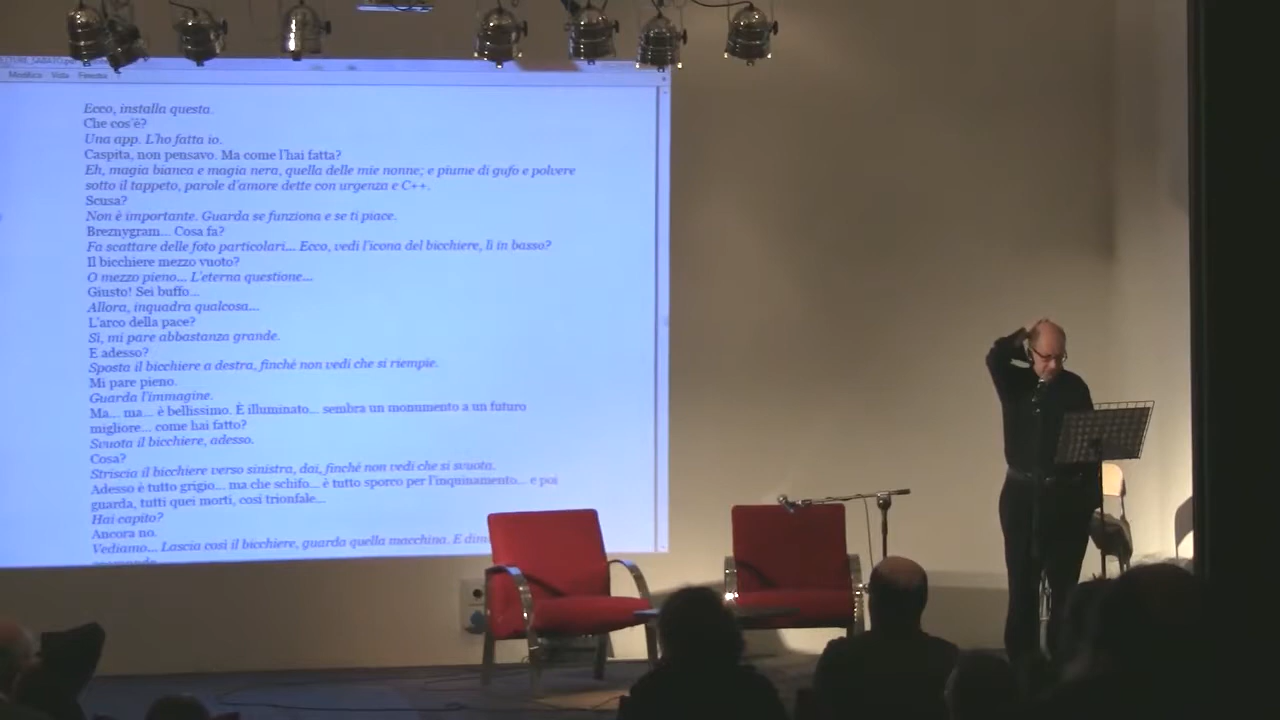 Modifica Vista Finestra ?
Ecco, installa questa.
Che cos'è?
Una app. L'ho fatta io.
Caspita, non pensavo. Ma come l'hai fatta?
Eh, magia bianca e magia nera, quella delle mie nonne; e piume di gufo e polvere
sotto il tappeto, parole d'amore dette con urgenza e C++.
Scusa?
Non è importante. Guarda se funziona e se ti piace.
Breznygram... Cosa fa?
Fa scattare delle foto particolari... Ecco, vedi l'icona del bicchiere, lì in basso?
Il bicchiere mezzo vuoto?
O mezzo pieno... L'eterna questione...
Giusto! Sei buffo...
Allora, inquadra qualcosa...
L'arco della pace?
Sì, mi pare abbastanza grande.
E adesso?
Sposta il bicchiere a destra, finché non vedi che si riempie.
Mi pare pieno.
Guarda l'immagine.
Ma... ma... è bellissimo. È illuminato... sembra un monumento a un futuro
migliore... come hai fatto?
Svuota il bicchiere, adesso.
Cosa?
Striscia il bicchiere verso sinistra, dai, finché non vedi che si svuota.
Adesso è tutto grigio... ma che schifo... è tutto sporco per l'inquinamento... e poi
guarda, tutti quei morti, così trionfale...
Hai capito?
Ancora no.
Vediamo... Lascia così il bicchiere, guarda quella macchina. E